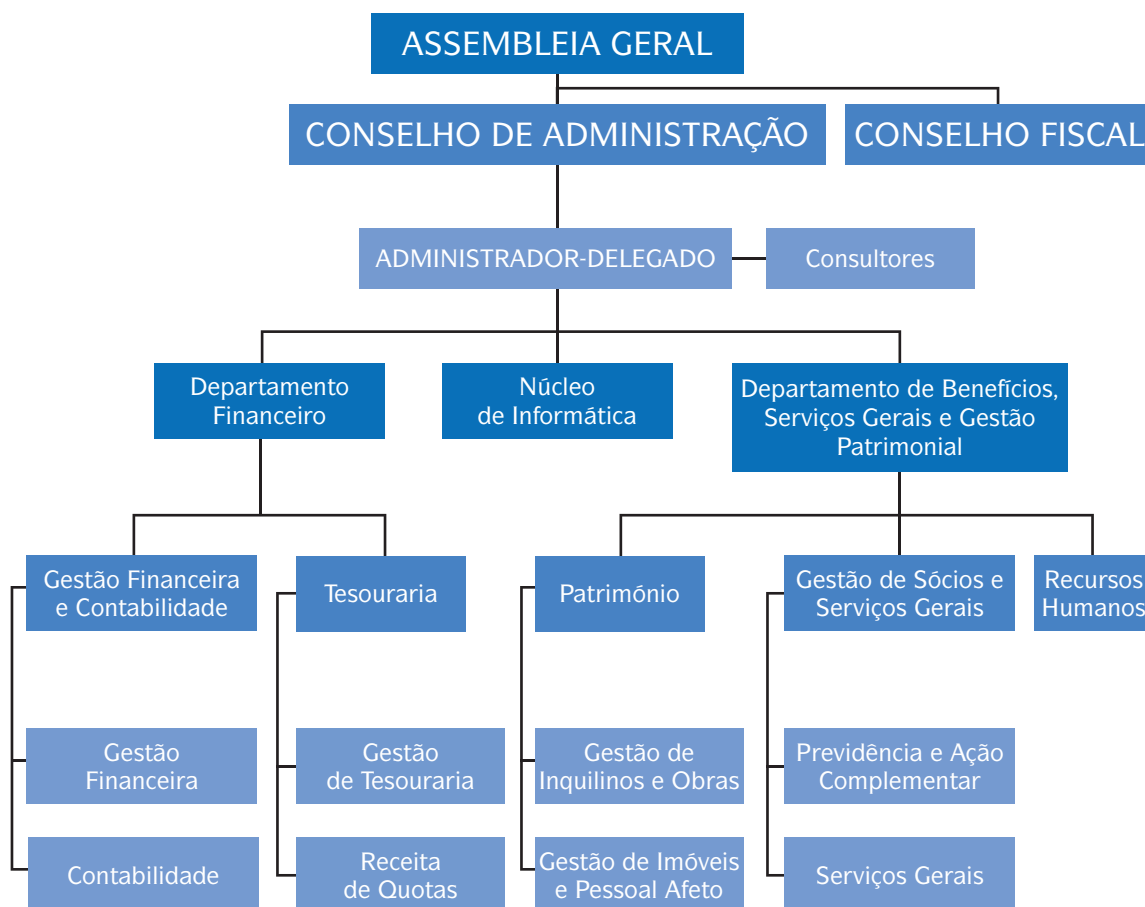 ASSEMBLEIA GERAL
CONSELHO DE ADMINISTRAÇÃO
CONSELHO FISCAL
ADMINISTRADOR-DELEGADO
Consultores
Departamento
Financeiro
Núcleo
de Informática
Departamento de Benefícios,
Serviços Gerais e Gestão
Patrimonial
Gestão Financeira
e Contabilidade
Tesouraria
Património
Gestão de Sócios e
Serviços Gerais
Recursos
Humanos
Gestão
Financeira
Gestão
de Tesouraria
Gestão de
Inquilinos e Obras
Previdência e Ação
Complementar
Contabilidade
Receita
de Quotas
Gestão de Imóveis
e Pessoal Afeto
Serviços Gerais